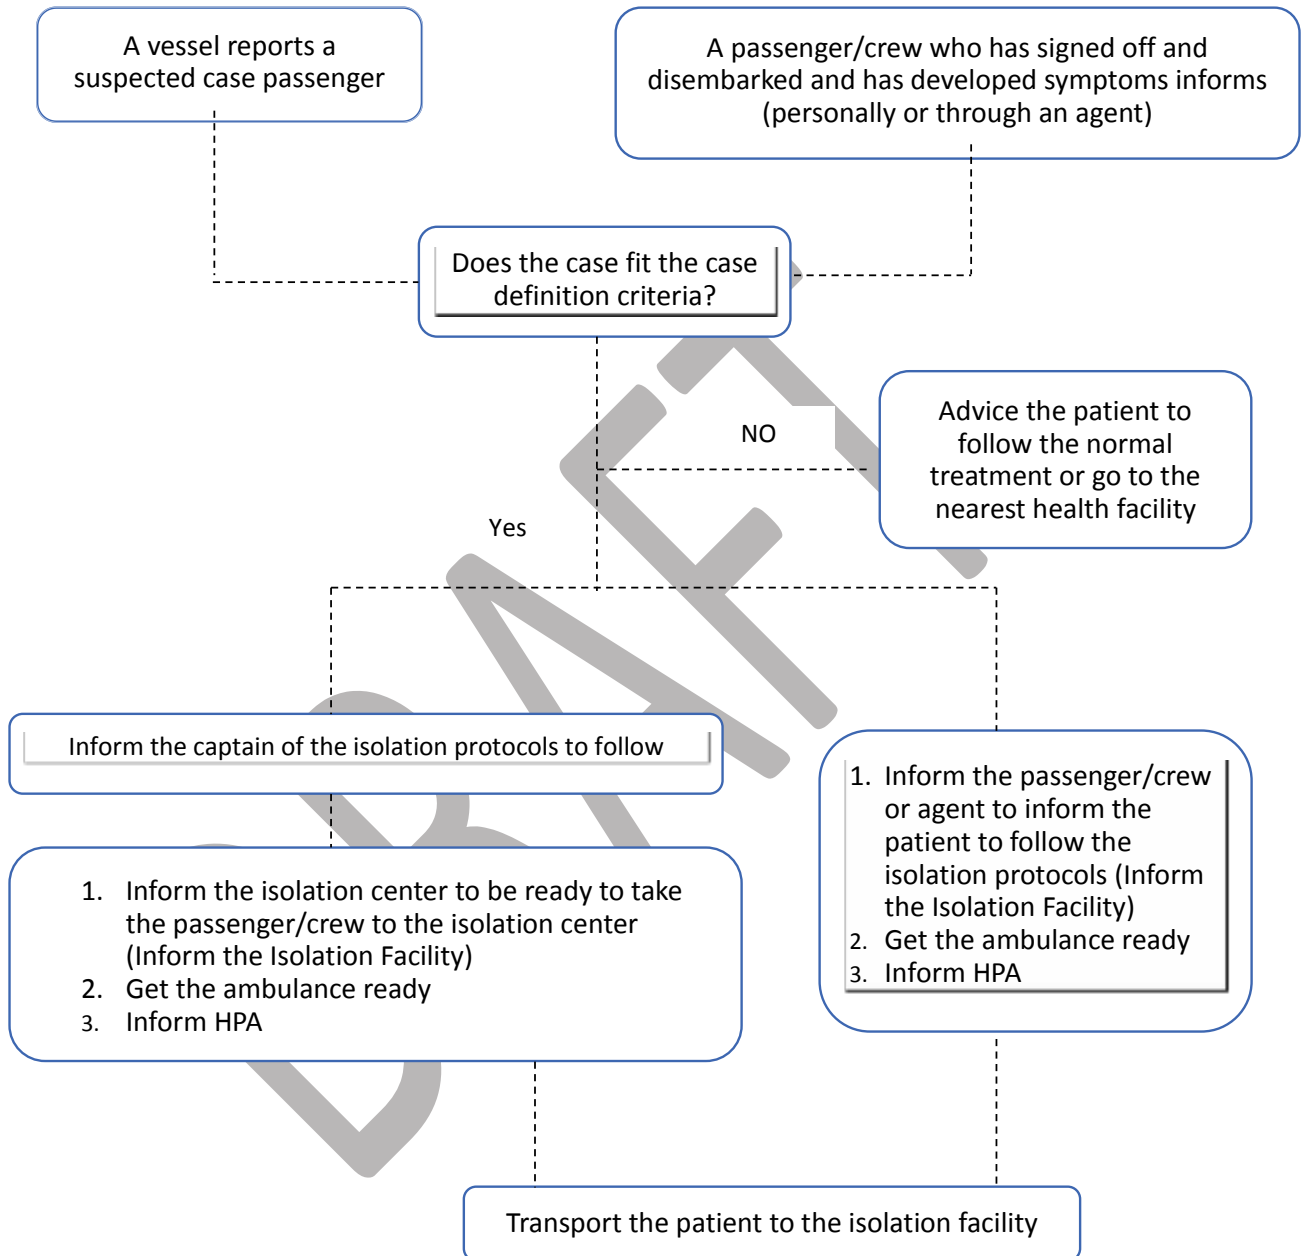 A vessel reports a
suspected case passenger
A passenger/crew who has signed off and
disembarked and has developed symptoms informs
(personally or through an agent)
Does the case fit the case
definition criteria?
NO
Advice the patient to
follow the normal
treatment or go to the
nearest health facility
Yes
Inform the captain of the isolation protocols to follow
1. Inform the passenger/crew
or agent to inform the
patient to follow the
isolation protocols (Inform
the Isolation Facility)
2. Get the ambulance ready
3. Inform HPA
1. Inform the isolation center to be ready to take
the passenger/crew to the isolation center
(Inform the Isolation Facility)
2. Get the ambulance ready
3. Inform HPA
Transport the patient to the isolation facility
DRAFT